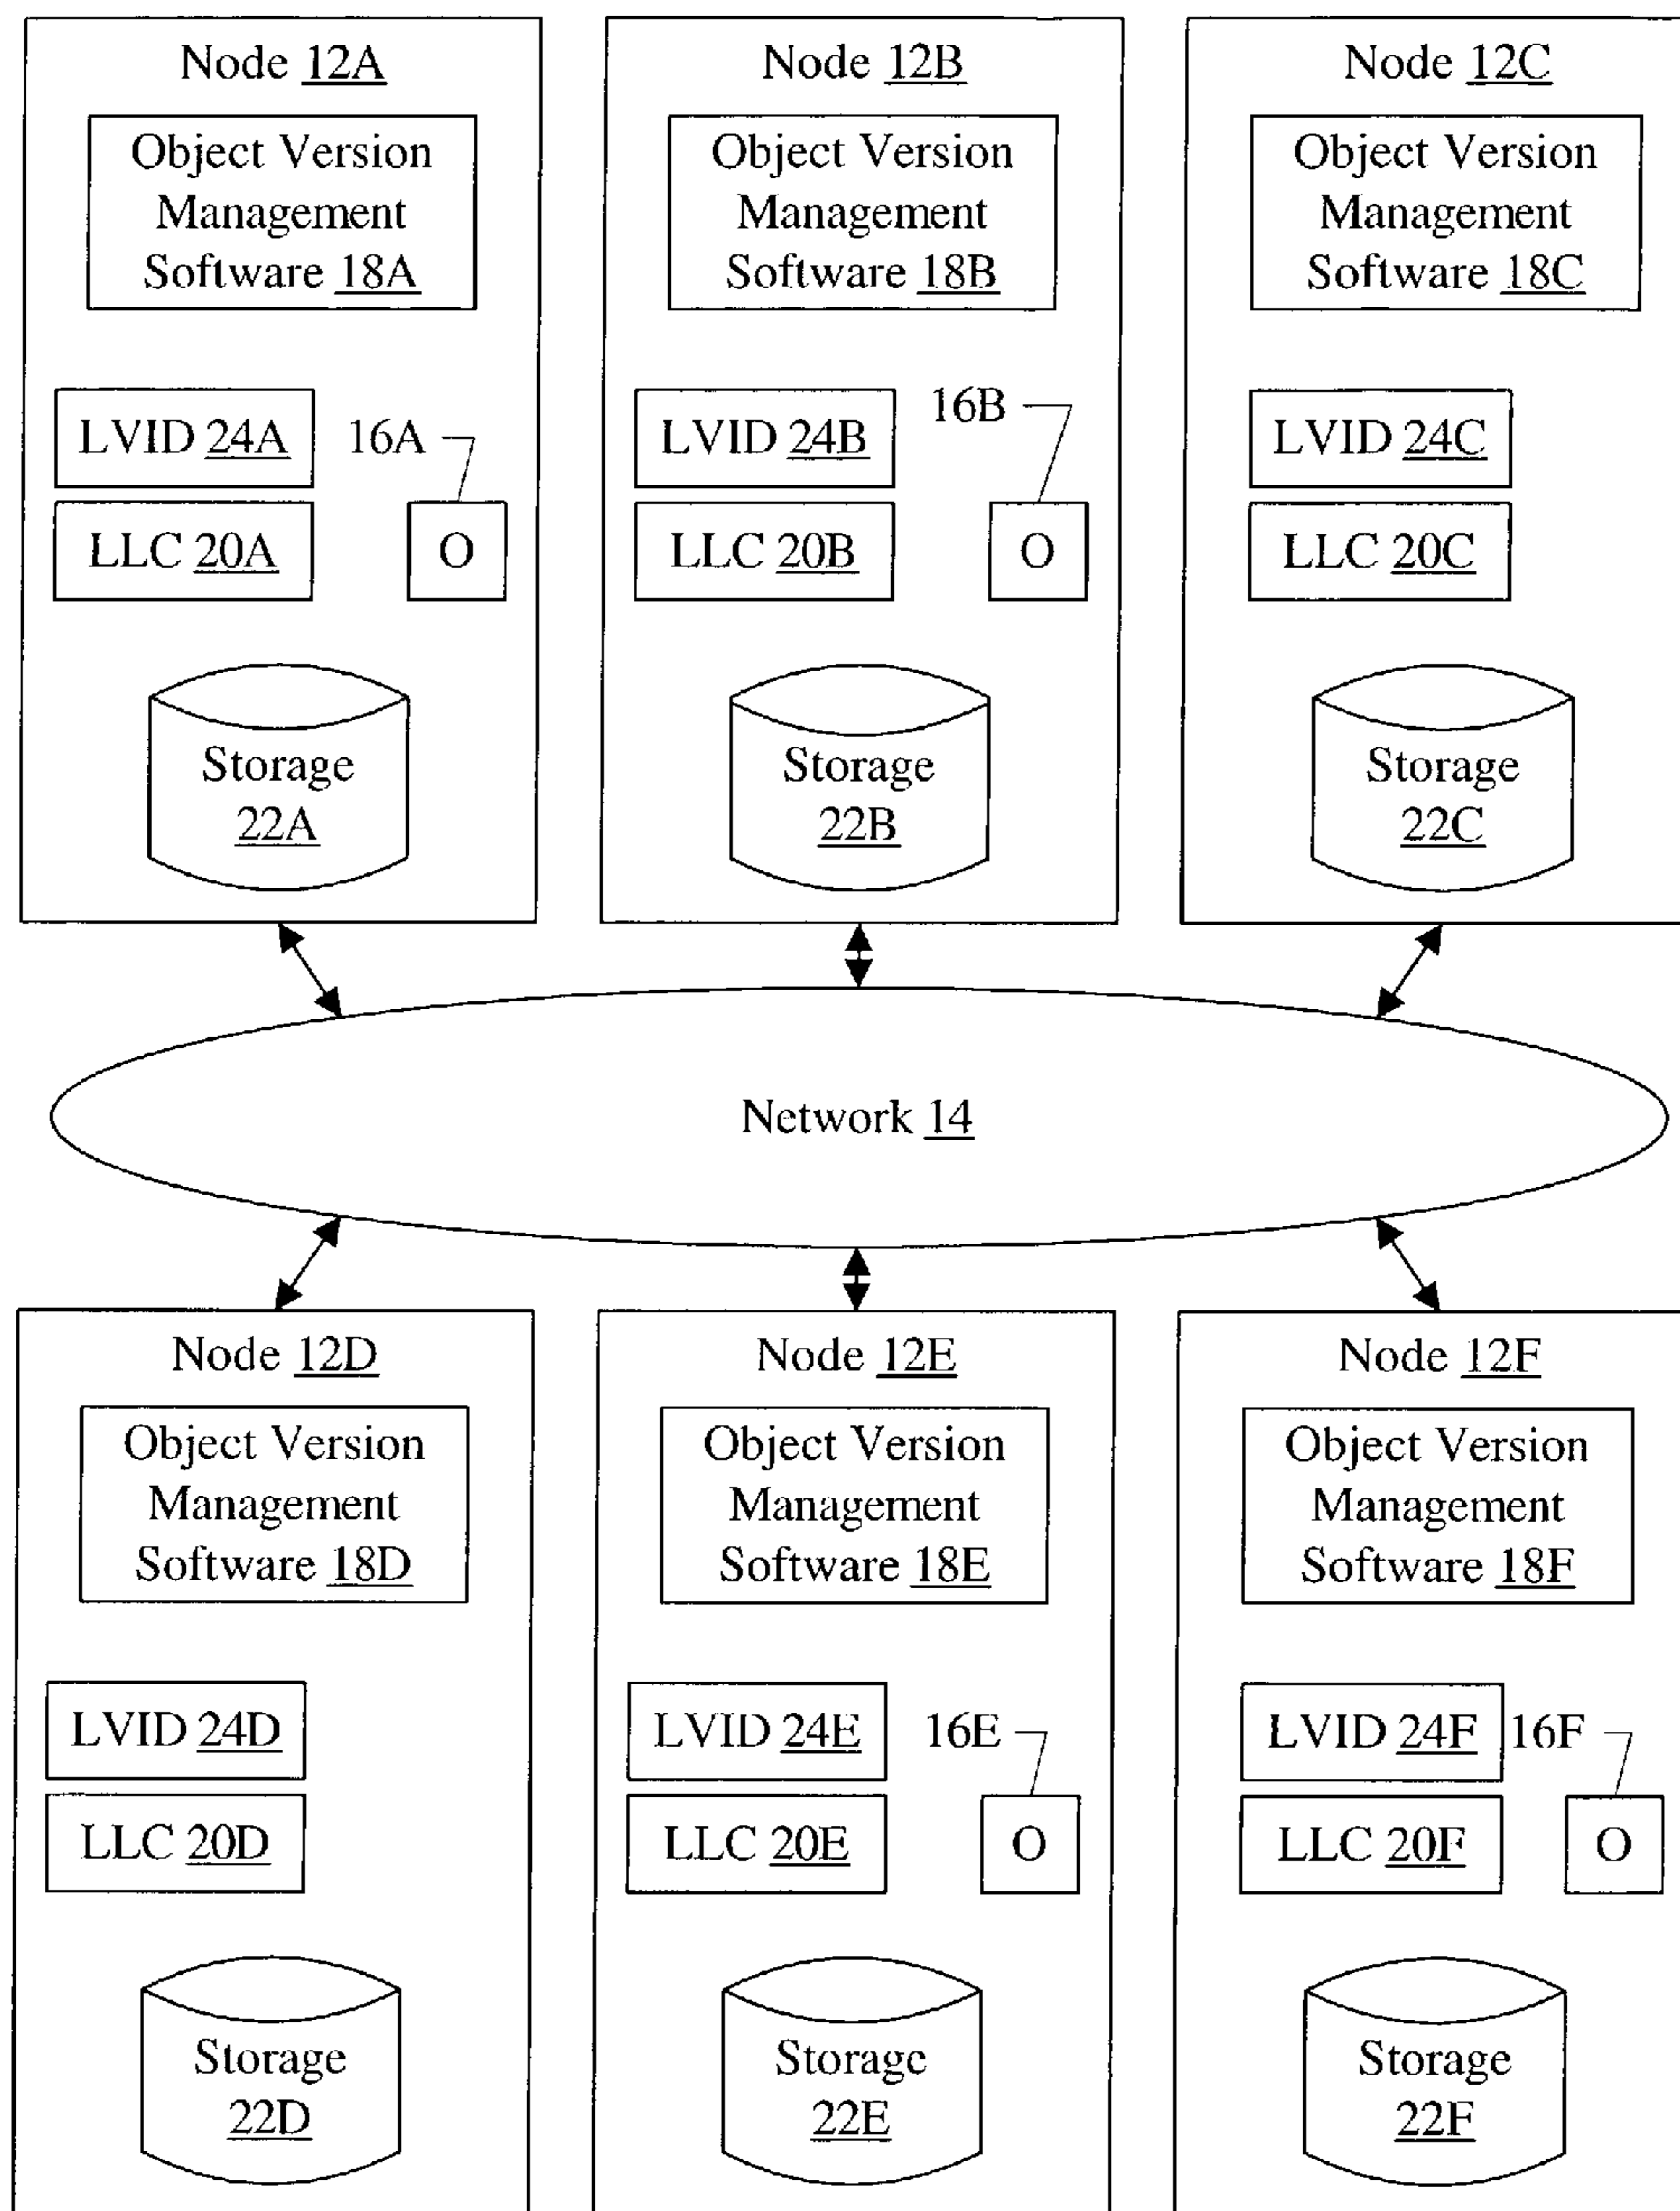 Node 12A
Object Version
Management
Software 18A
LVID 24A
16A
LLC 20A
O
Storage
22A
Node 12B
Object Version
Management
Software 18B
LVID 24B
16B
LLC 20B
O
Storage
22B
Node 12C
Object Version
Management
Software 18C
LVID 24C
LLC 20C
Storage
22C
Network 14
Node 12D
Object Version
Management
Software 18D
LVID 24D
LLC 20D
Storage
22D
Node 12E
Object Version
Management
Software 18E
LVID 24E
16E
LLC 20E
O
Storage
22E
Node 12F
Object Version
Management
Software 18F
LVID 24F
16F
LLC 20F
O
Storage
22F